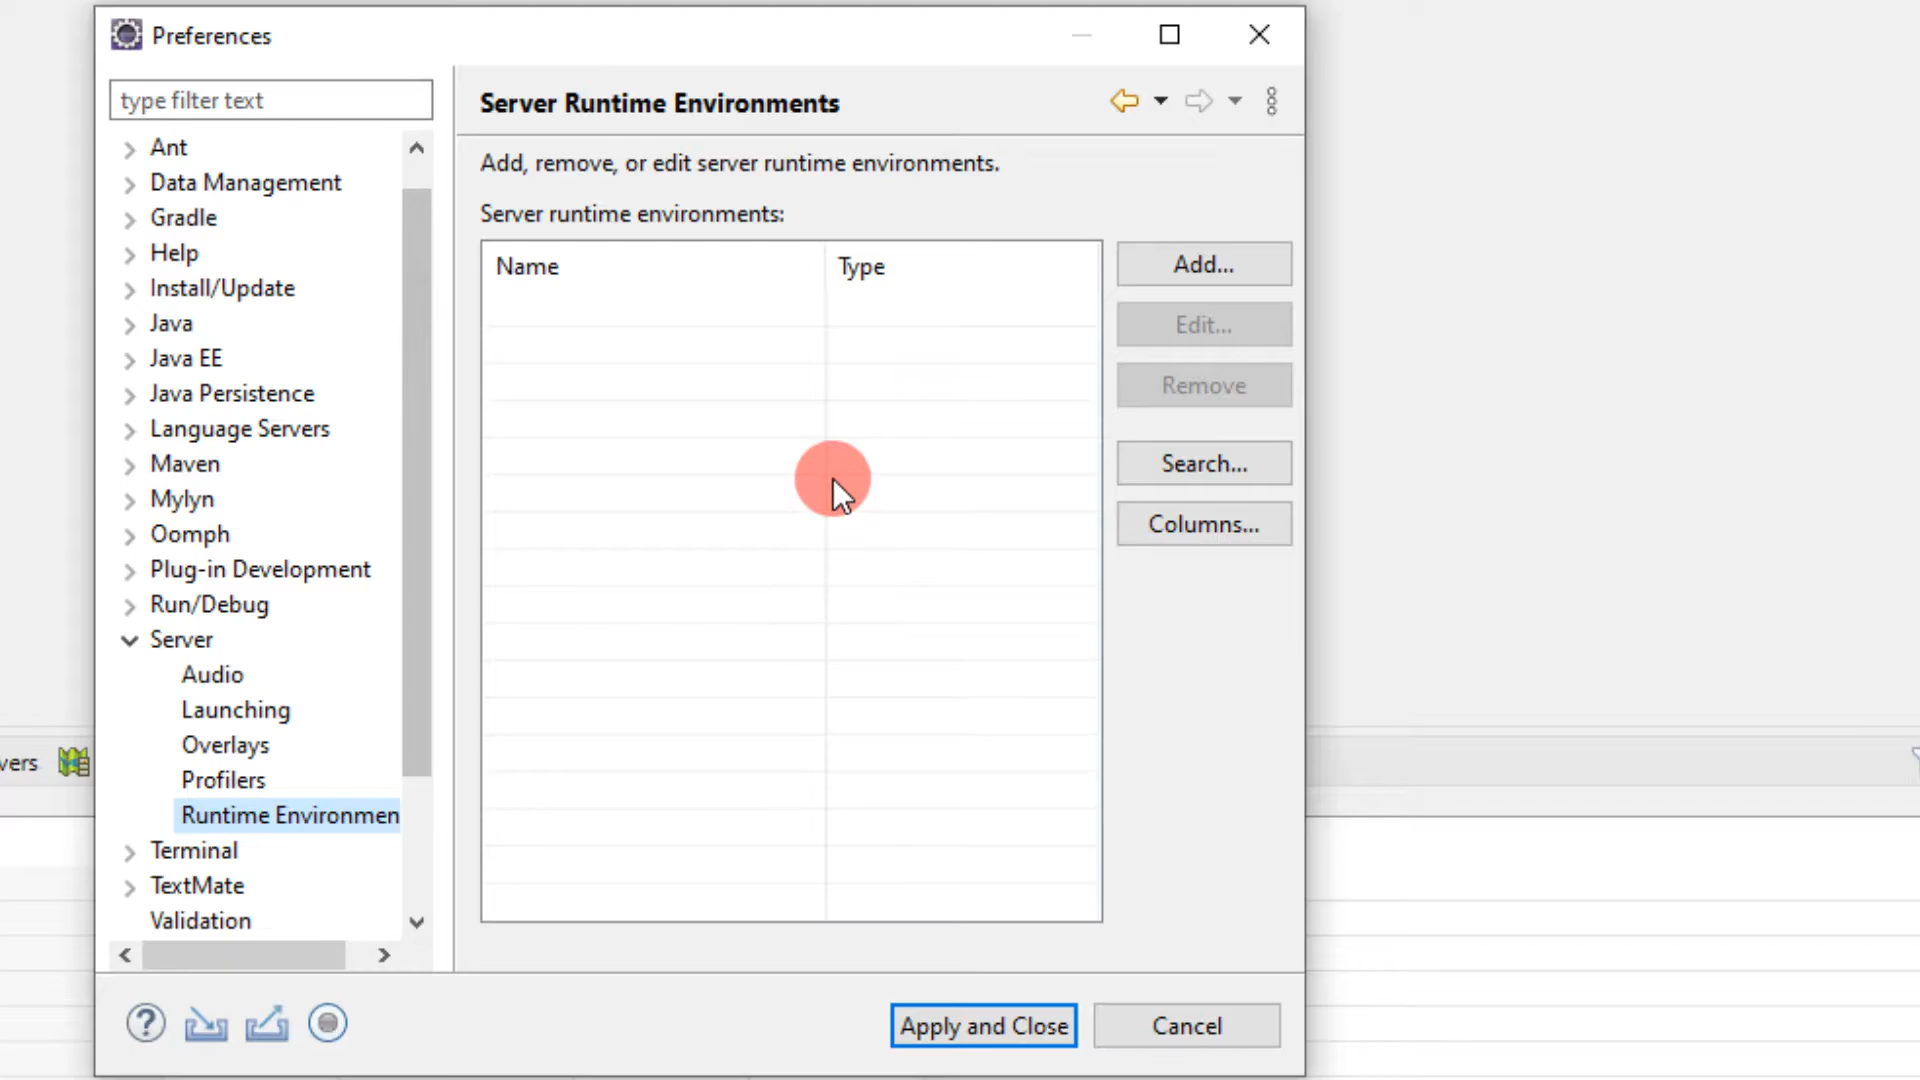 Preferences
type filter text
Ant
Data Management
Gradle
Help
Install/Update
Java
Java EE
Java Persistence
Language Servers
Maven
Mylyn
Oomph
Plug-in Development
Run/Debug
Server
Audio
Launching
Overlays
Profilers
Runtime Environmen
Terminal
TextMate
Validation
Server Runtime Environments
Add, remove, or edit server runtime environments.
Server runtime environments:
Name Type
Add...
Edit...
Remove
Search...
Columns...
vers
Apply and Close Cancel